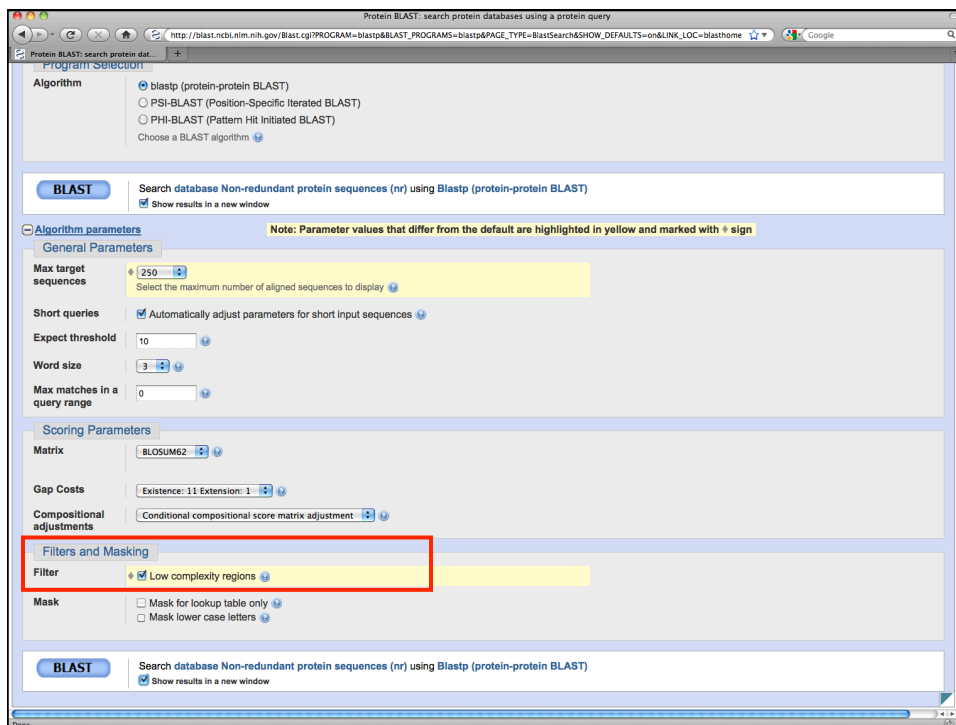 Protein BLAST: search protein databases using a protein query
http://blast.ncbi.nlm.nih.gov/Blast.cgi?PROGRAM=blastp&BLAST_PROGRAMS=blastp&PAGE_TYPE=BlastSearch&SHOW_DEFAULTS=on&LINK_LOC=blasthome
Google
Protein BLAST: search protein dat...
Program Selection
Algorithm
blastp (protein-protein BLAST)
PSI-BLAST (Position-Specific Iterated BLAST)
PHI-BLAST (Pattern Hit Initiated BLAST)
Choose a BLAST algorithm
BLAST
Search database Non-redundant protein sequences (nr) using Blastp (protein-protein BLAST)
Show results in a new window
Algorithm parameters
Note: Parameter values that differ from the default are highlighted in yellow and marked with ♦ sign
General Parameters
Max target sequences
250
Select the maximum number of aligned sequences to display
Short queries
Automatically adjust parameters for short input sequences
Expect threshold
10
Word size
3
Max matches in a query range
0
Scoring Parameters
Matrix
BLOSUM62
Gap Costs
Existence: 11 Extension: 1
Compositional adjustments
Conditional compositional score matrix adjustment
Filters and Masking
Filter
Low complexity regions
Mask
Mask for lookup table only
Mask lower case letters
BLAST
Search database Non-redundant protein sequences (nr) using Blastp (protein-protein BLAST)
Show results in a new window
Done